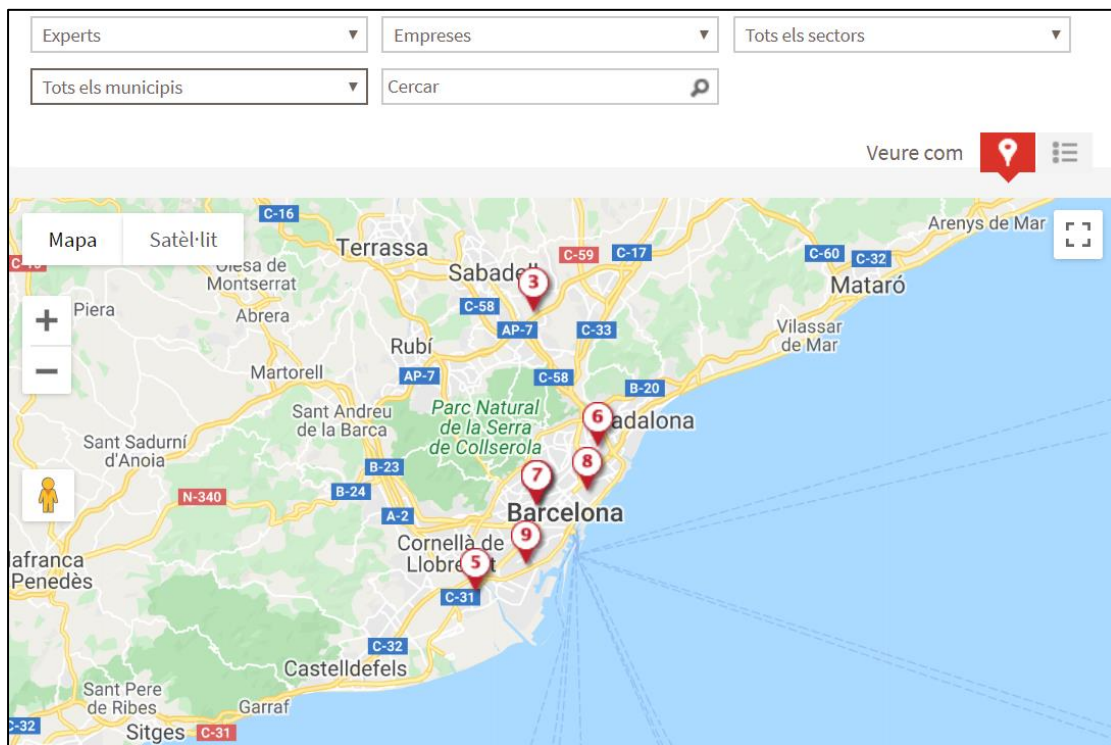 Experts
Empreses
Tots els sectors
Tots els municipis
Cercar
Veure com
Mapa
Satèl·lit
C-16
Terrassa
C-59
C-17
C-60
C-32
Arenys de Mar
Olesa de
Montserrat
Sabadell
3
Mataró
Piera
Abrera
C-58
AP-7
C-33
Vilassar
de Mar
Rubí
Martorell
AP-7
C-58
B-20
Sant Andreu
de la Barca
Parc Natural
de la Serra
de Collserola
6
adalona
Sant Sadurní
d'Anoia
B-23
7
8
N-340
B-24
A-2
Barcelona
Cornellà de
9
lafranca
Penedès
5
C-31
C-32
Castelldefels
Sant Pere
de Ribes
Garraf
C-32
Sitges
C-31